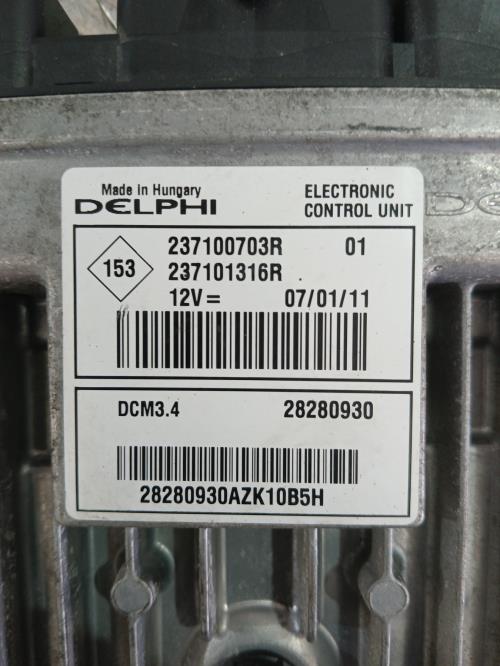 Made in Hungary
DELPHI
ELECTRONIC
CONTROL UNIT
153
237100703R 01
237101316R
12V= 07/01/11
DCM3.4 28280930
28280930AZK10B5H